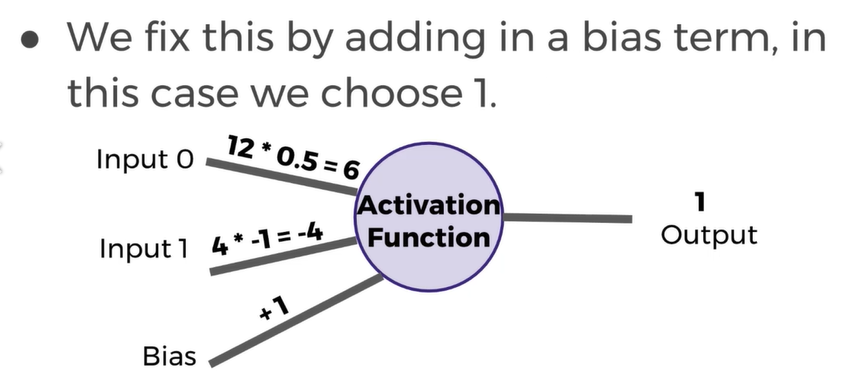 • We fix this by adding in a bias term, in
this case we choose 1.
Input 0
12 * 0.5 = 6
Input 1
4 * -1 = -4
Bias
+1
Activation
Function
1
Output